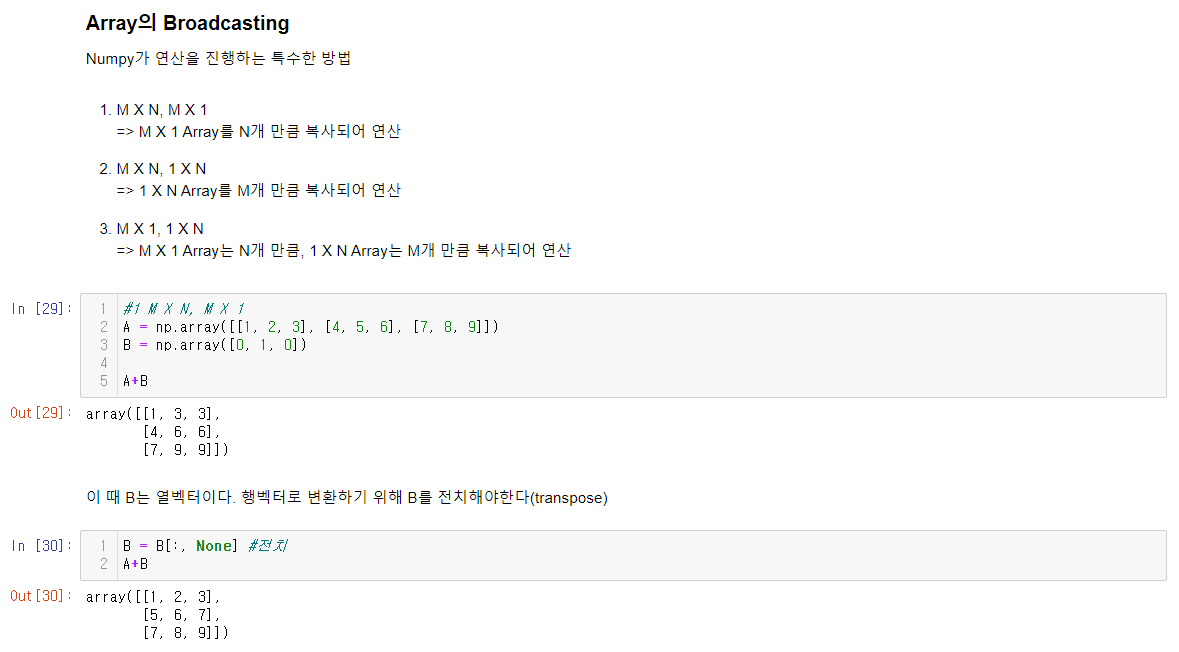 Array의 Broadcasting
Numpy가 연산을 진행하는 특수한 방법
1. M X N, M X 1
=> M X 1 Array를 N개 만큼 복사되어 연산
2. M X N, 1 X N
=> 1 X N Array를 M개 만큼 복사되어 연산
3. M X 1, 1 X N
=> M X 1 Array는 N개 만큼, 1 X N Array는 M개 만큼 복사되어 연산
In [29]:
1 #1 M X N, M X 1
2 A = np.array([[1, 2, 3], [4, 5, 6], [7, 8, 9]])
3 B = np.array([0, 1, 0])
4
5 A+B
Out[29]: array([[1, 3, 3],
[4, 6, 6],
[7, 9, 9]])
이 때 B는 열벡터이다. 행벡터로 변환하기 위해 B를 전치해야한다(transpose)
In [30]:
1 B = B[:, None] #전치
2 A+B
Out[30]: array([[1, 2, 3],
[5, 6, 7],
[7, 8, 9]])